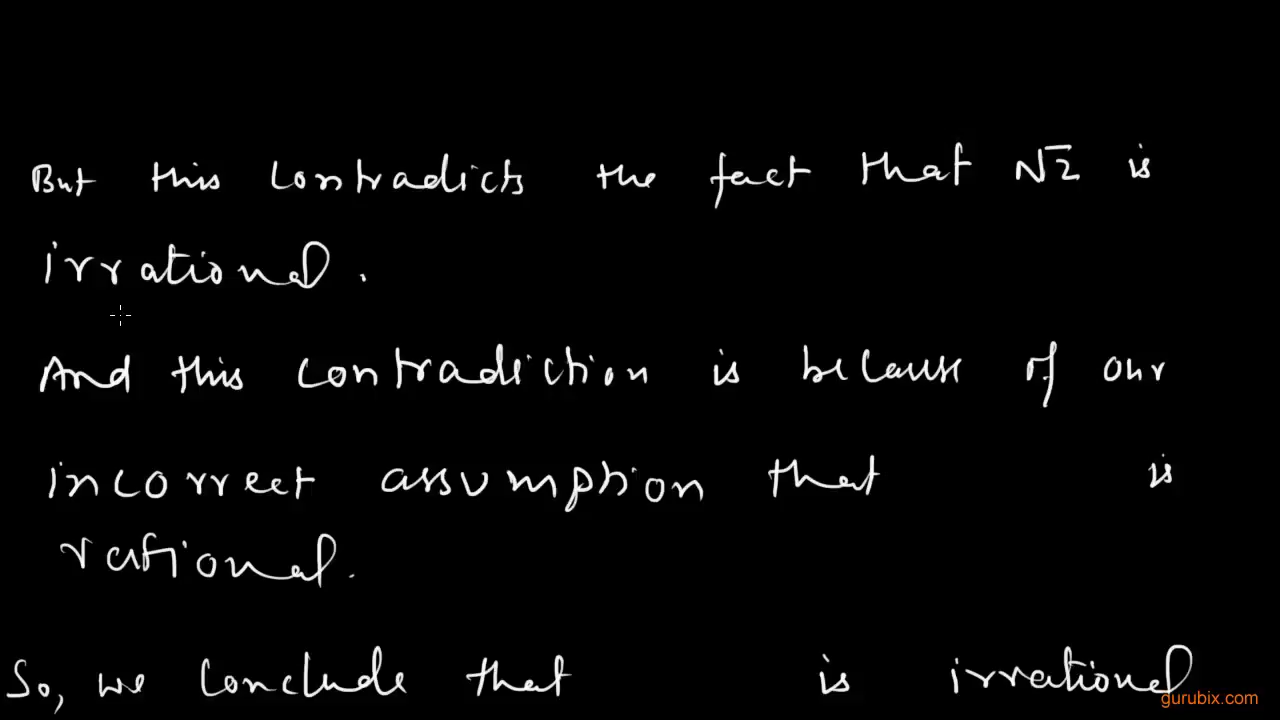 But this contradicts the fact that √2 is
irrational.
And this contradiction is because of our
incorrect assumption that is
rational.
So, we conclude that is irrational
gurubix.com